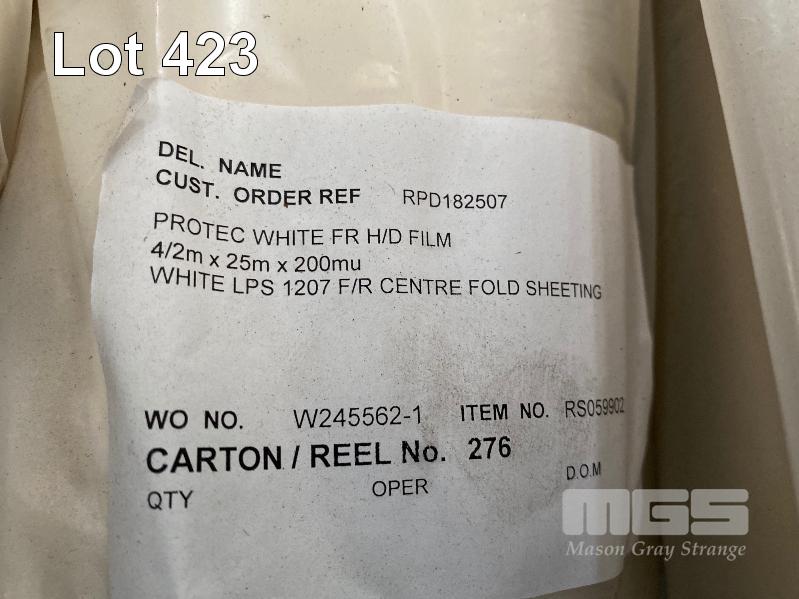 Lot 423
DEL. NAME
CUST. ORDER REF RPD182507
PROTEC WHITE FR H/D FILM
4/2m x 25m x 200mu
WHITE LPS 1207 F/R CENTRE FOLD SHEETING
WO NO. W245562-1 ITEM NO. RS059902
CARTON / REEL No. 276
QTY OPER D.O.M
MGS
Mason Gray Strange